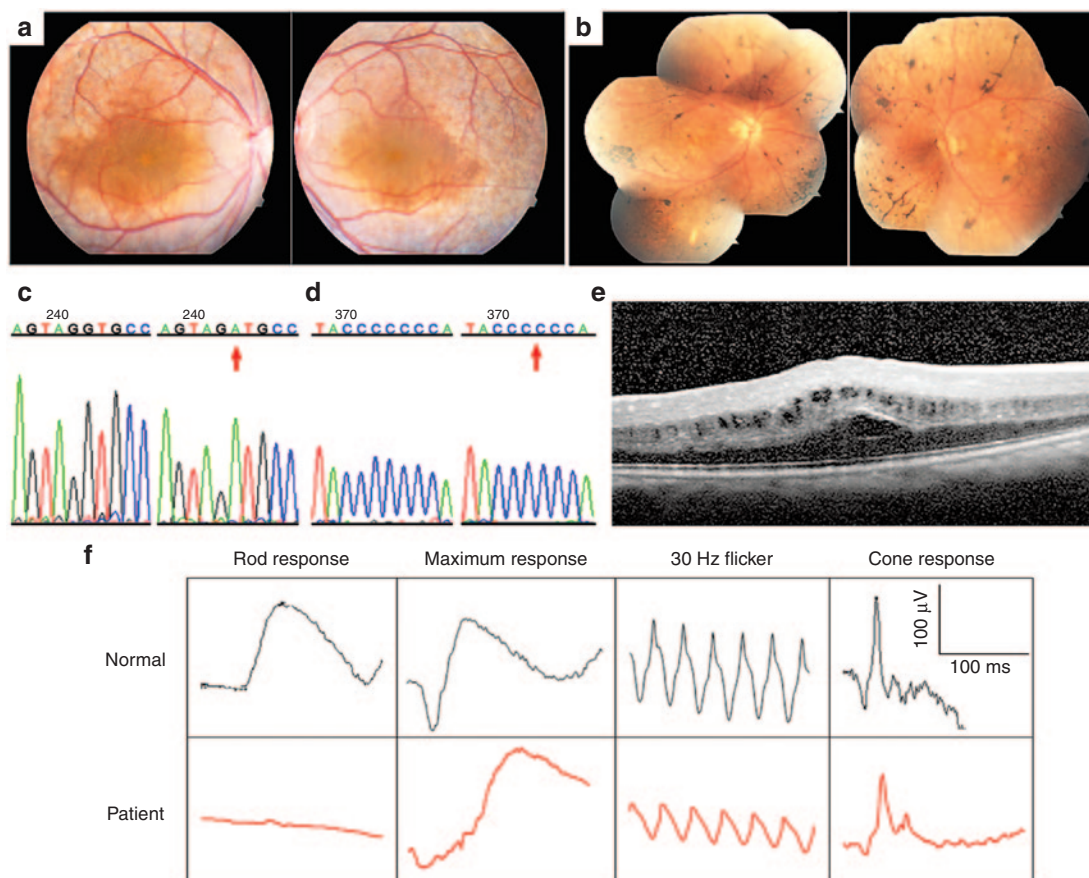 a
b
c
240
240
AGTAGGTGCC
AGTAGATGCC
d
370
370
TACCCCCCCA
TACCCCCCA
e
f
Rod response
Maximum response
30 Hz flicker
Cone response
Normal
100 µV
100 ms
Patient